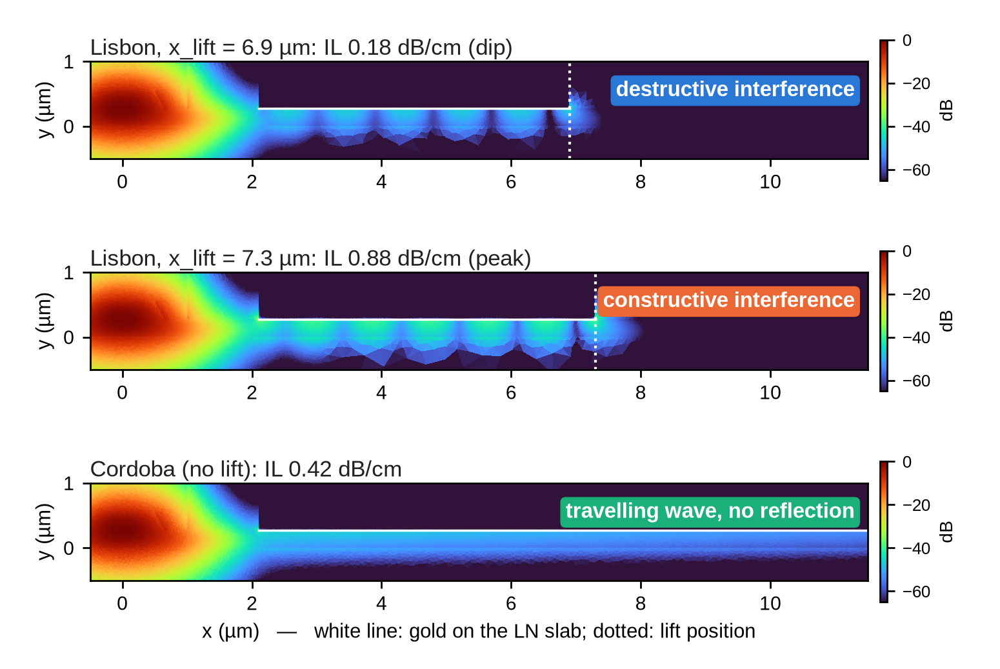 Lisbon, x_lift = 6.9 µm: IL 0.18 dB/cm (dip)
destructive interference
y (µm)
1
0
0 2 4 6 8 10
0
−20
−40
−60
dB
Lisbon, x_lift = 7.3 µm: IL 0.88 dB/cm (peak)
constructive interference
y (µm)
1
0
0 2 4 6 8 10
0
−20
−40
−60
dB
Cordoba (no lift): IL 0.42 dB/cm
travelling wave, no reflection
y (µm)
1
0
0 2 4 6 8 10
0
−20
−40
−60
dB
x (µm) — white line: gold on the LN slab; dotted: lift position